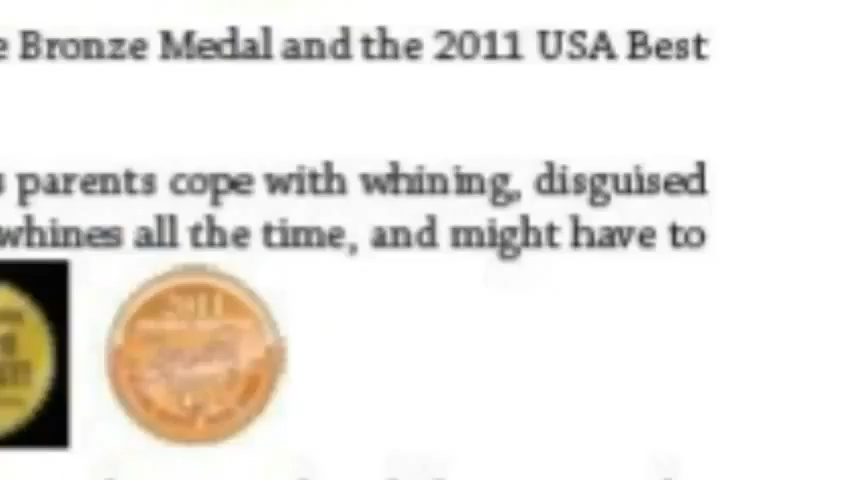 Bronze Medal and the 2011 USA Best
parents cope with whining, disguised
whines all the time, and might have to
2011